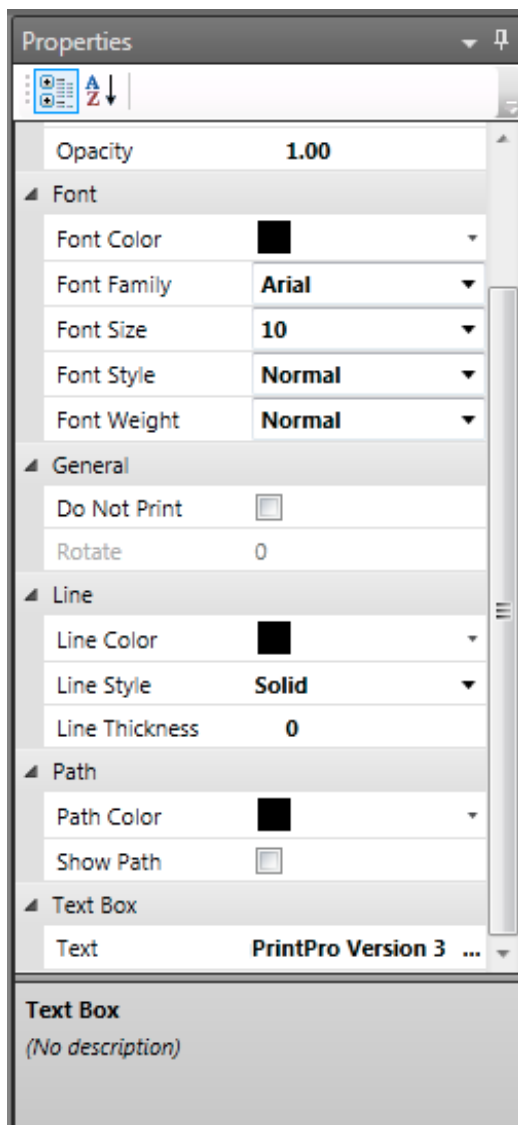 Properties
A
Z
Opacity 1.00
Font
Font Color
Font Family Arial
Font Size 10
Font Style Normal
Font Weight Normal
General
Do Not Print
Rotate 0
Line
Line Color
Line Style Solid
Line Thickness 0
Path
Path Color
Show Path
Text Box
Text PrintPro Version 3 ...
Text Box
(No description)